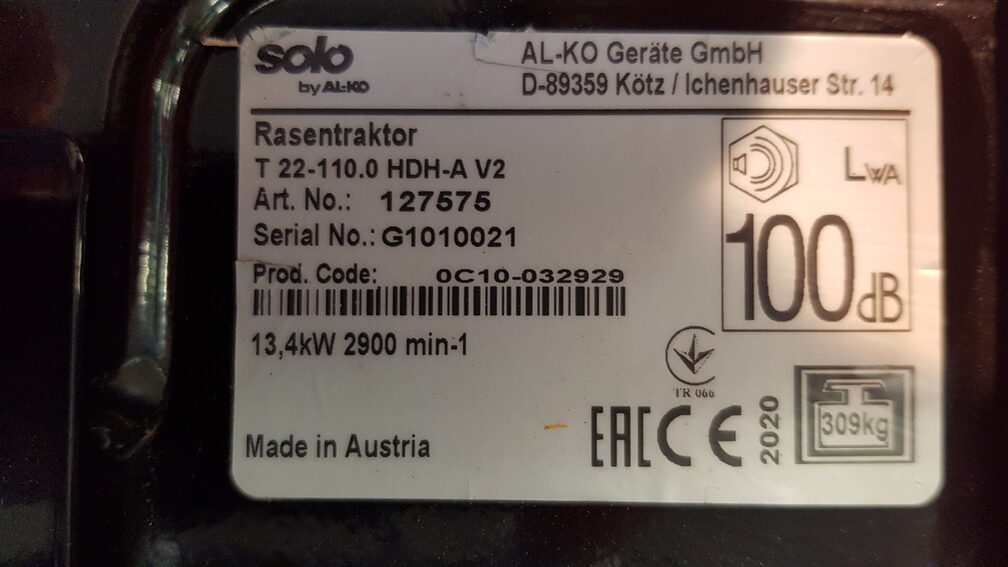 solo
by AL-KO
AL-KO Geräte GmbH
D-89359 Kötz / Ichenhauser Str. 14
Rasentraktor
T 22-110.0 HDH-A V2
Art. No.: 127575
Serial No.: G1010021
Prod. Code: 0C10-032929
13,4kW 2900 min-1
Made in Austria
LWA
100dB
TR 066
EAC CE 2020
309kg